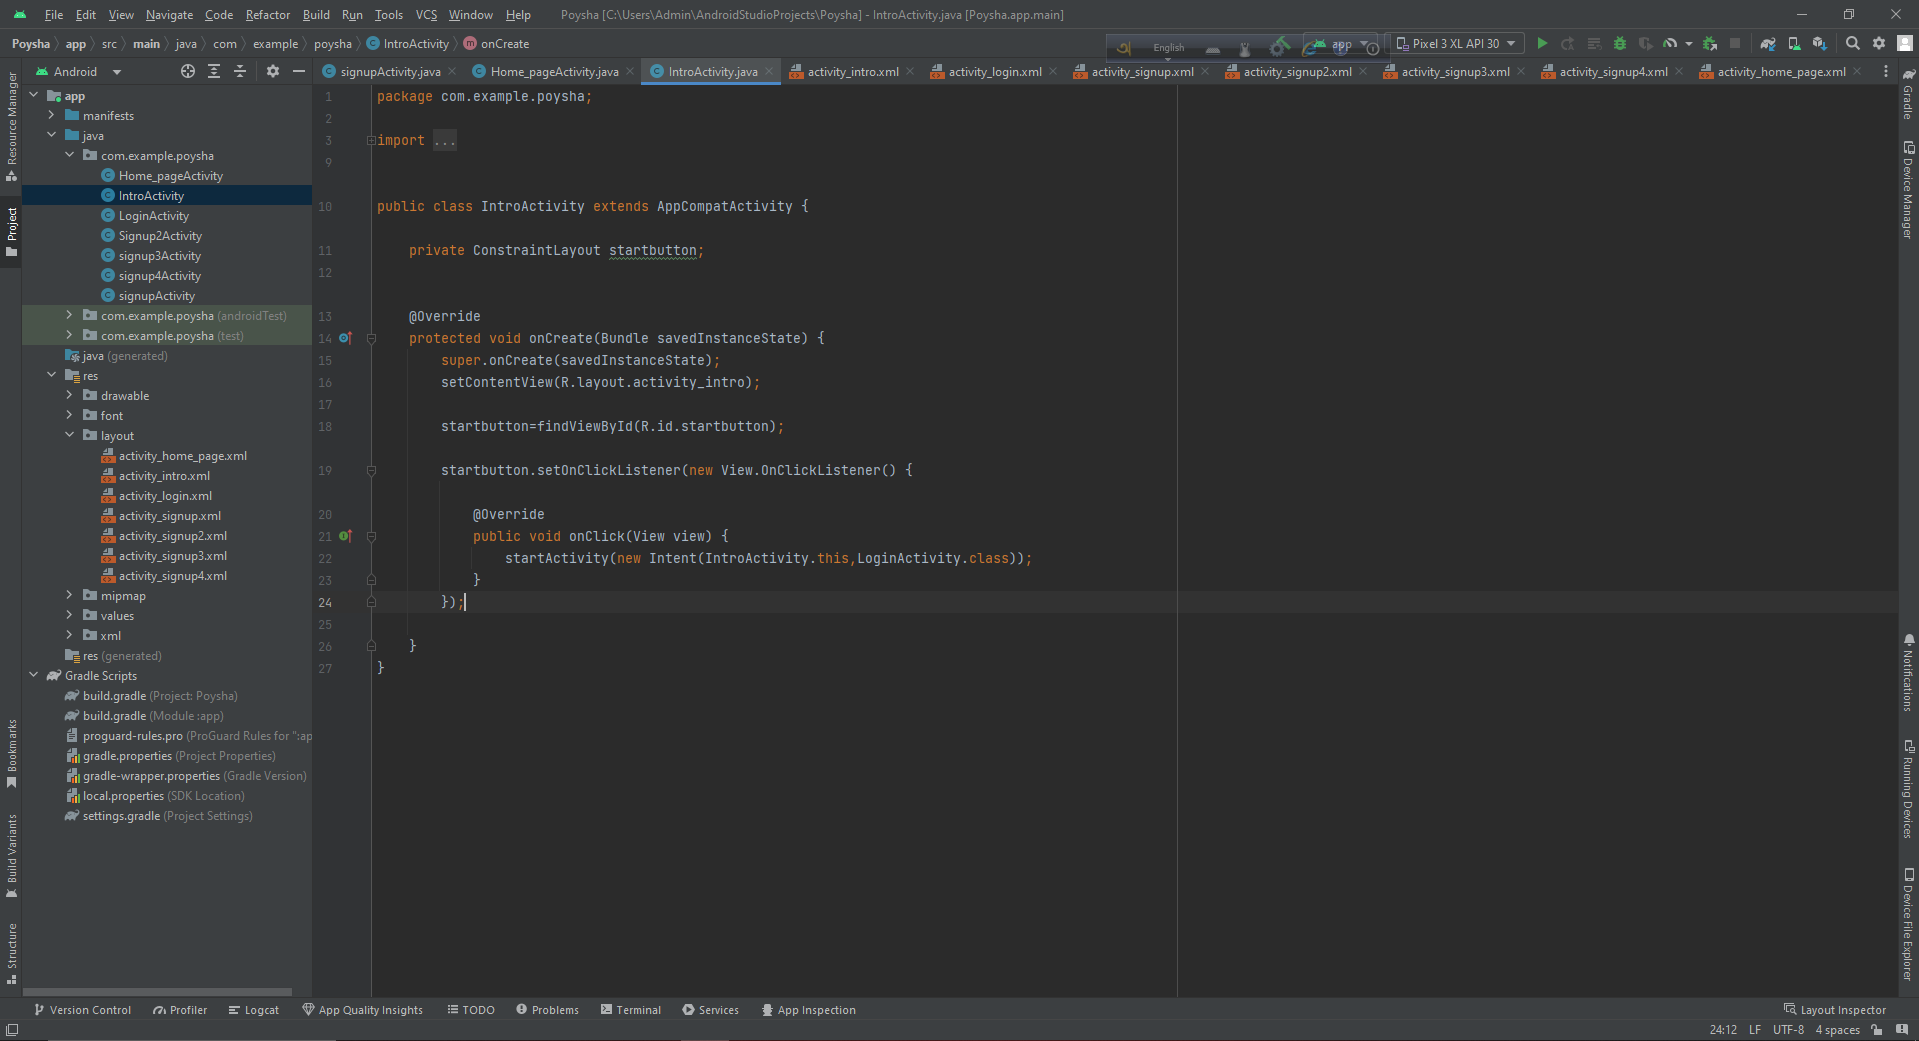 File Edit View Navigate Code Refactor Build Run Tools VCS Window Help Poysha [C:\Users\Admin\AndroidStudioProjects\Poysha] - IntroActivity.java [Poysha.app.main]
Poysha app src main java com example poysha IntroActivity onCreate English app Pixel 3 XL API 30
Android signupActivity.java Home_pageActivity.java IntroActivity.java activity_intro.xml activity_login.xml activity_signup.xml activity_signup2.xml activity_signup3.xml activity_signup4.xml activity_home_page.xml
Resource Manager
Project
Bookmarks
Build Variants
Structure
app
manifests
java
com.example.poysha
Home_pageActivity
IntroActivity
LoginActivity
Signup2Activity
signup3Activity
signup4Activity
signupActivity
com.example.poysha (androidTest)
com.example.poysha (test)
java (generated)
res
drawable
font
layout
activity_home_page.xml
activity_intro.xml
activity_login.xml
activity_signup.xml
activity_signup2.xml
activity_signup3.xml
activity_signup4.xml
mipmap
values
xml
res (generated)
Gradle Scripts
build.gradle (Project: Poysha)
build.gradle (Module :app)
proguard-rules.pro (ProGuard Rules for ":ap
gradle.properties (Project Properties)
gradle-wrapper.properties (Gradle Version)
local.properties (SDK Location)
settings.gradle (Project Settings)
1 package com.example.poysha;
2
3 import ...
9
10 public class IntroActivity extends AppCompatActivity {
11 private ConstraintLayout startbutton;
12
13 @Override
14 protected void onCreate(Bundle savedInstanceState) {
15 super.onCreate(savedInstanceState);
16 setContentView(R.layout.activity_intro);
17
18 startbutton=findViewById(R.id.startbutton);
19 startbutton.setOnClickListener(new View.OnClickListener() {
20 @Override
21 public void onClick(View view) {
22 startActivity(new Intent(IntroActivity.this,LoginActivity.class));
23 }
24 });
25
26 }
27 }
Gradle
Device Manager
Notifications
Running Devices
Device File Explorer
Version Control Profiler Logcat App Quality Insights TODO Problems Terminal Services App Inspection Layout Inspector
24:12 LF UTF-8 4 spaces